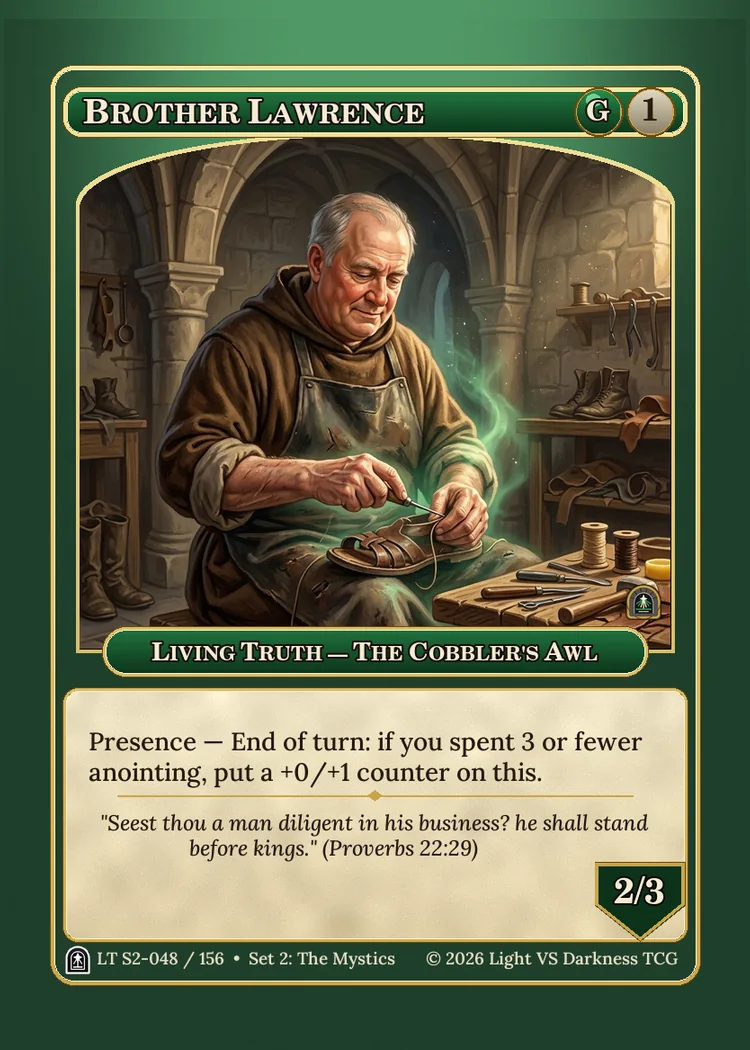 Brother Lawrence G 1
Living Truth — The Cobbler's Awl
Presence — End of turn: if you spent 3 or fewer
anointing, put a +0/+1 counter on this.
"Seest thou a man diligent in his business? he shall stand
before kings." (Proverbs 22:29)
2/3
LT S2-048 / 156 • Set 2: The Mystics © 2026 Light VS Darkness TCG